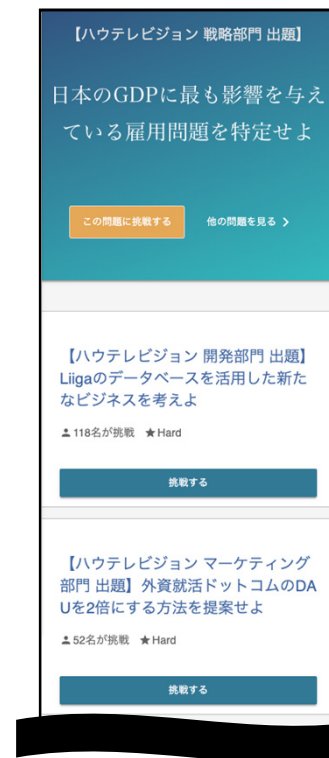 【ハウテレビジョン 戦略部門 出題】
日本のGDPに最も影響を与え
ている雇用問題を特定せよ
この問題に挑戦する 他の問題を見る
【ハウテレビジョン 開発部門 出題】
Liigaのデータベースを活用した新た
なビジネスを考えよ
118名が挑戦 ★Hard
挑戦する
【ハウテレビジョン マーケティング
部門 出題】外資就活ドットコムのDA
Uを2倍にする方法を提案せよ
52名が挑戦 ★Hard
挑戦する